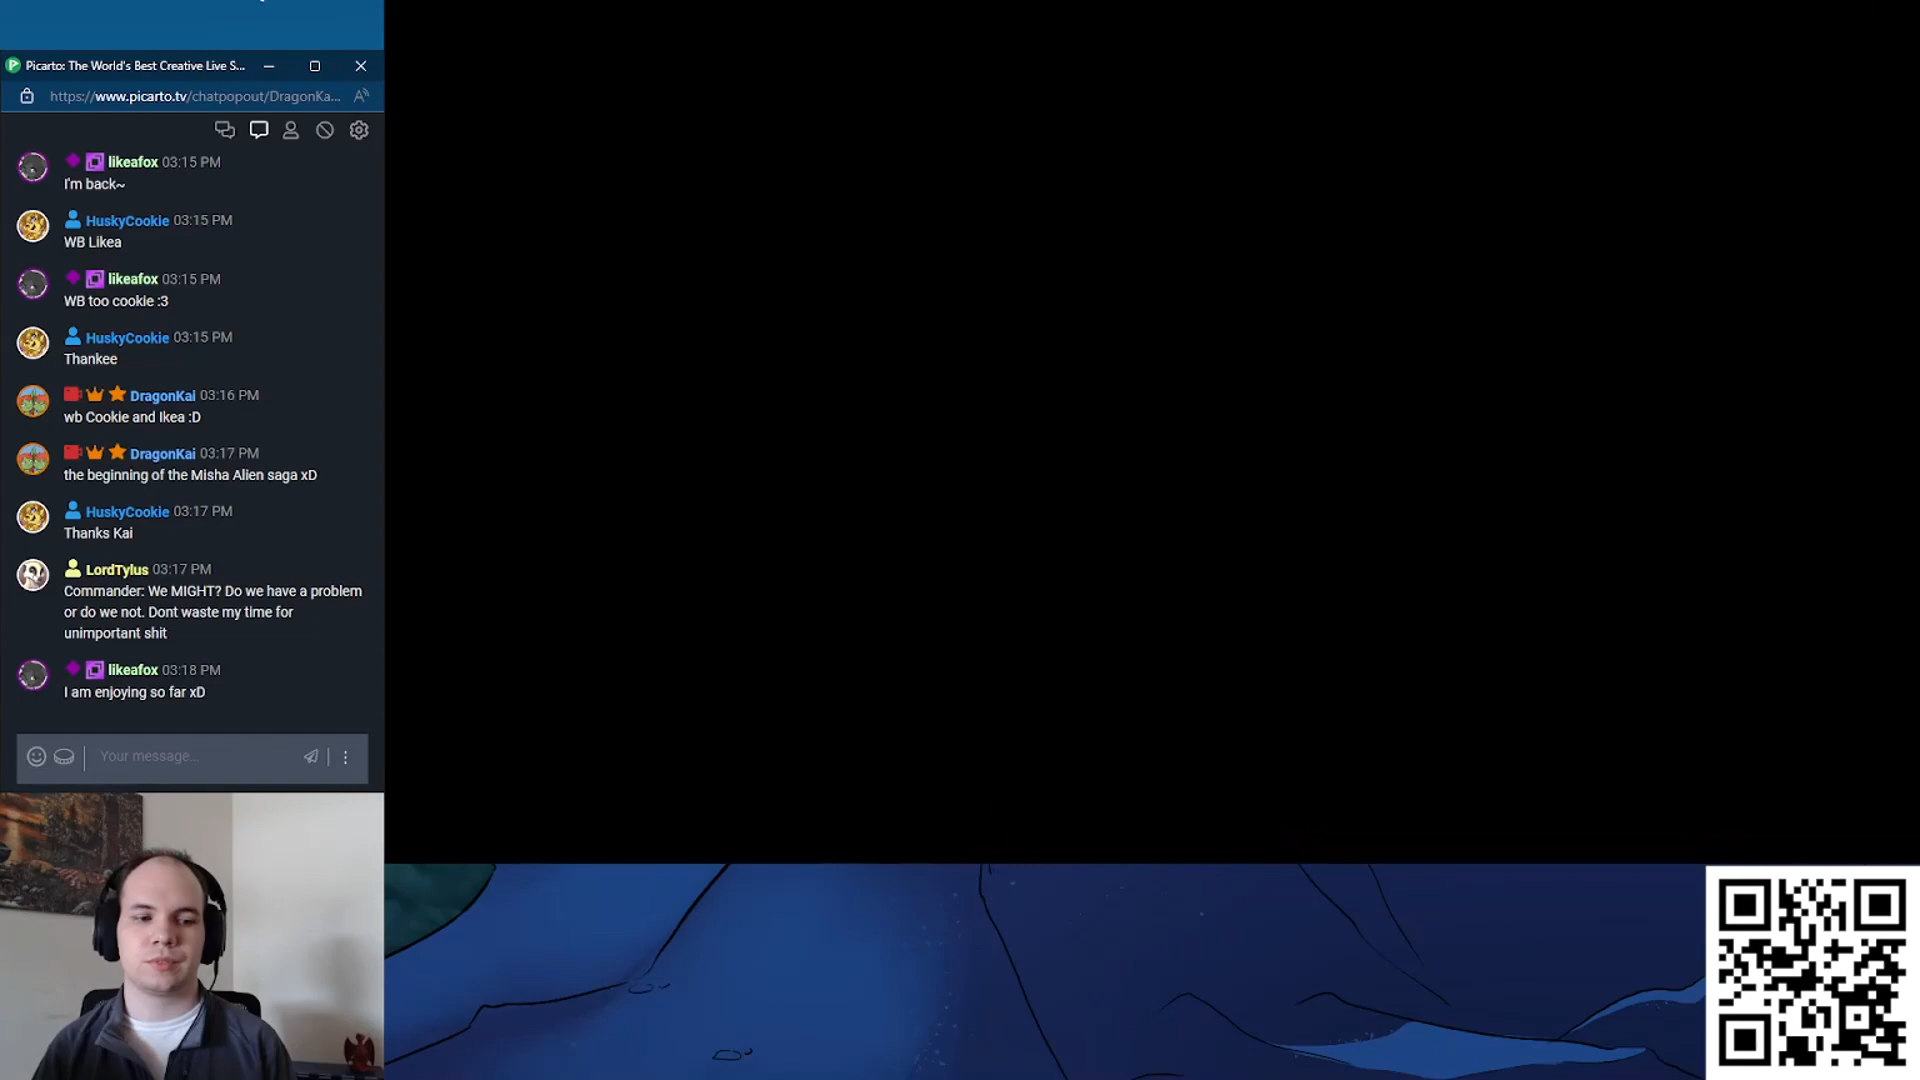 Picarto: The World's Best Creative Live S...
https://www.picarto.tv/chatpopout/DragonKa...
likeafox 03:15 PM
I'm back~
HuskyCookie 03:15 PM
WB Likea
likeafox 03:15 PM
WB too cookie :3
HuskyCookie 03:15 PM
Thankee
DragonKai 03:16 PM
wb Cookie and Ikea :D
DragonKai 03:17 PM
the beginning of the Misha Alien saga xD
HuskyCookie 03:17 PM
Thanks Kai
LordTylus 03:17 PM
Commander: We MIGHT? Do we have a problem
or do we not. Dont waste my time for
unimportant shit
likeafox 03:18 PM
I am enjoying so far xD
Your message...